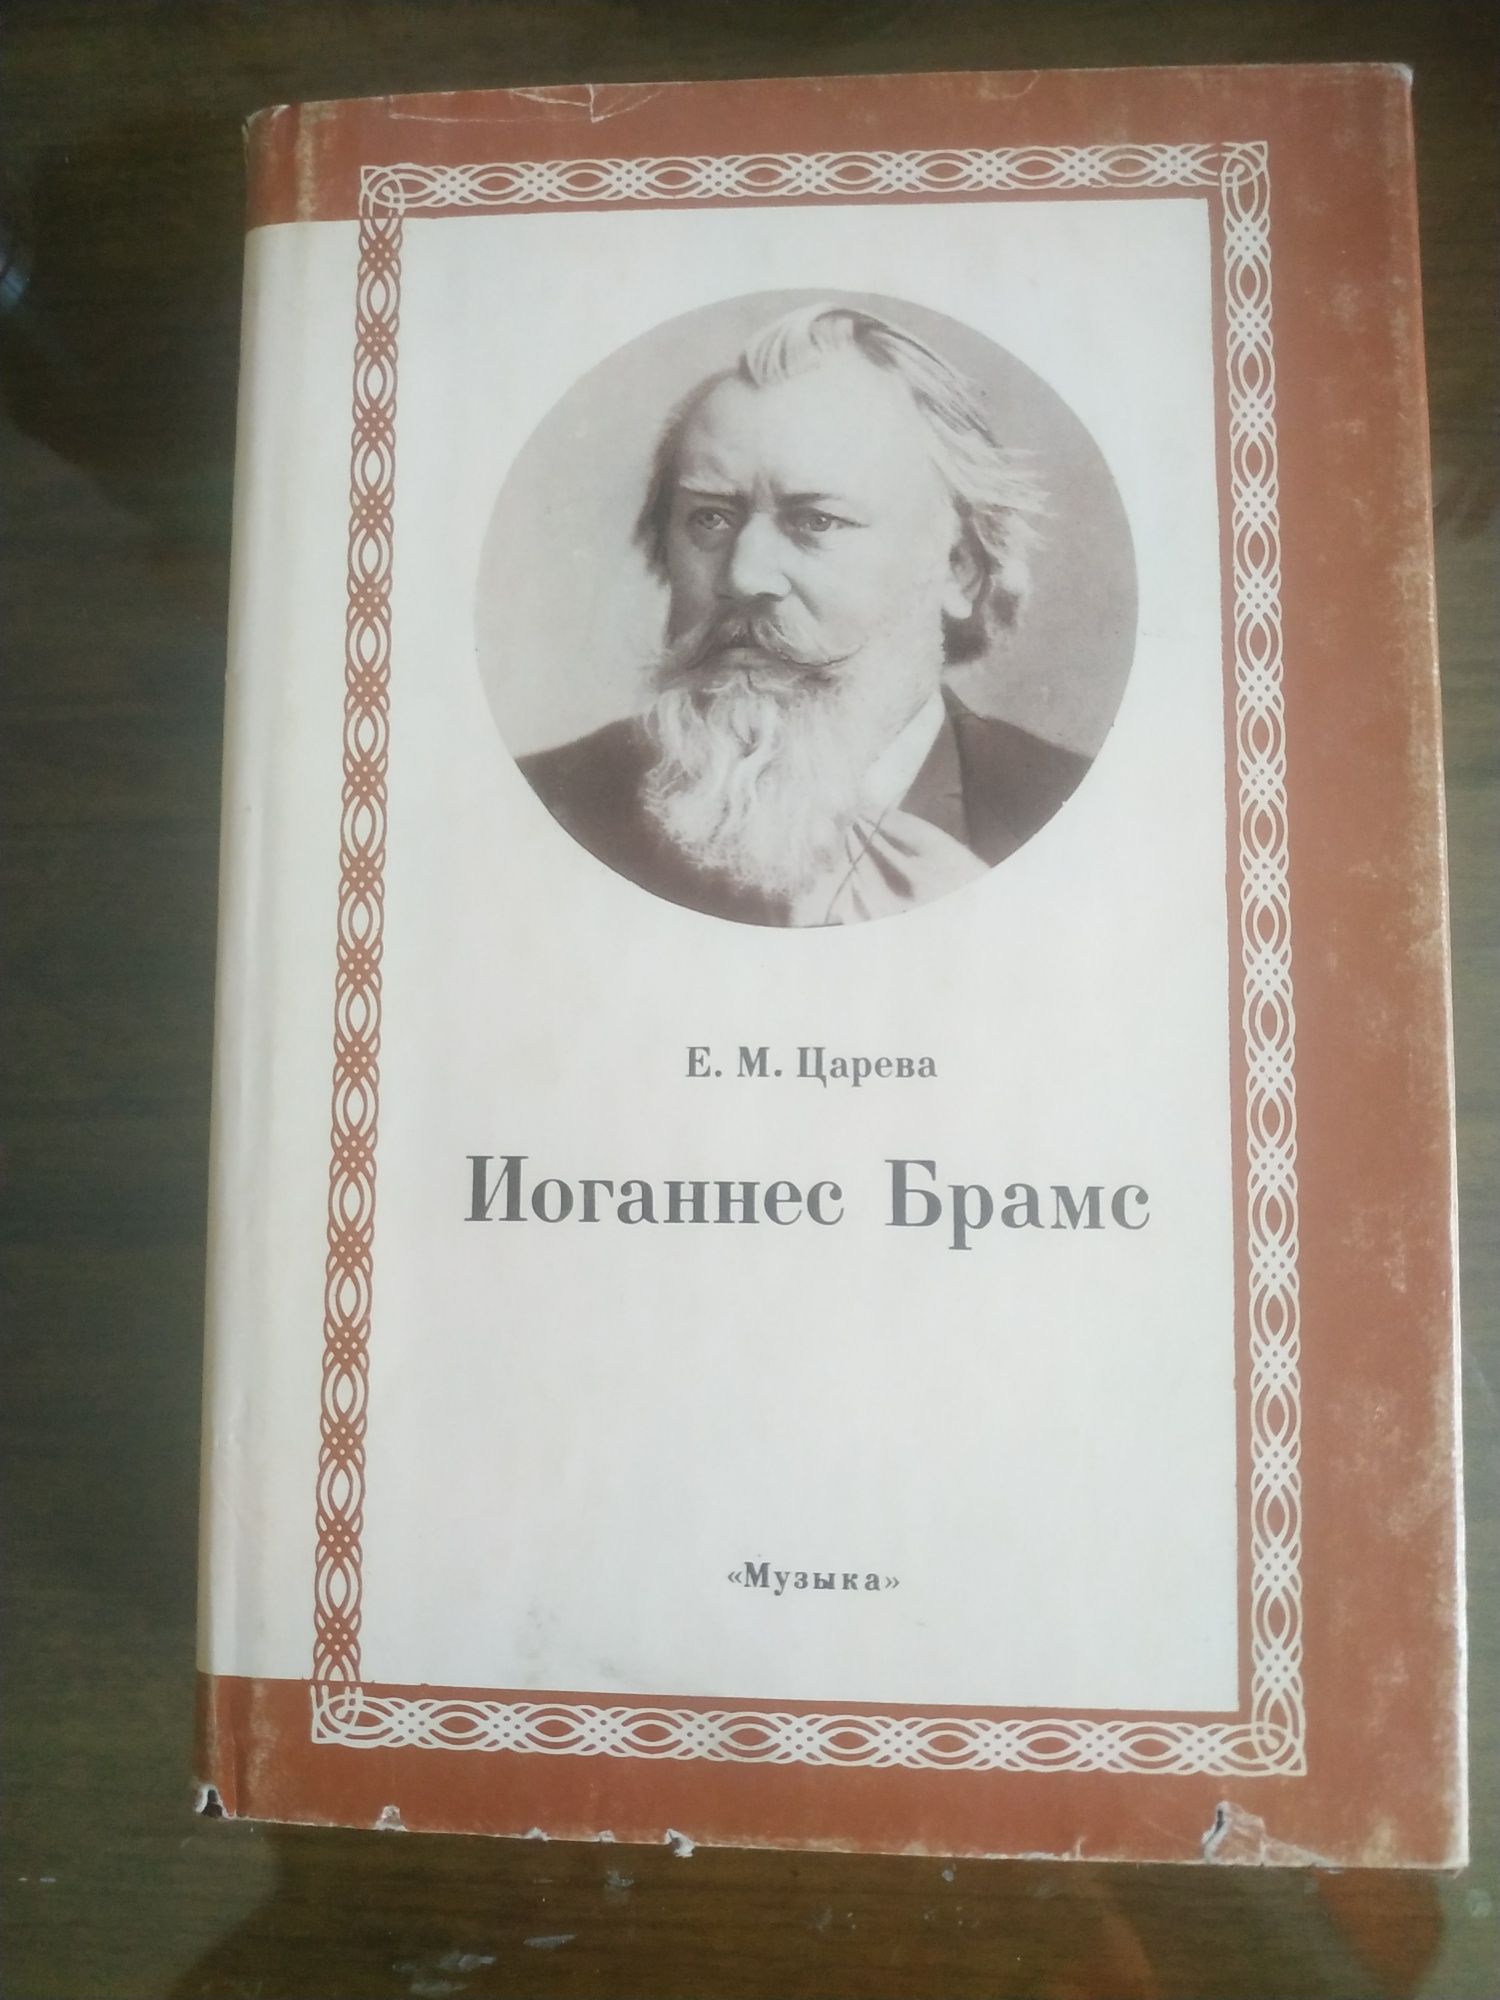 Е. М. Царева
Иоганнес Брамс
«Музыка»